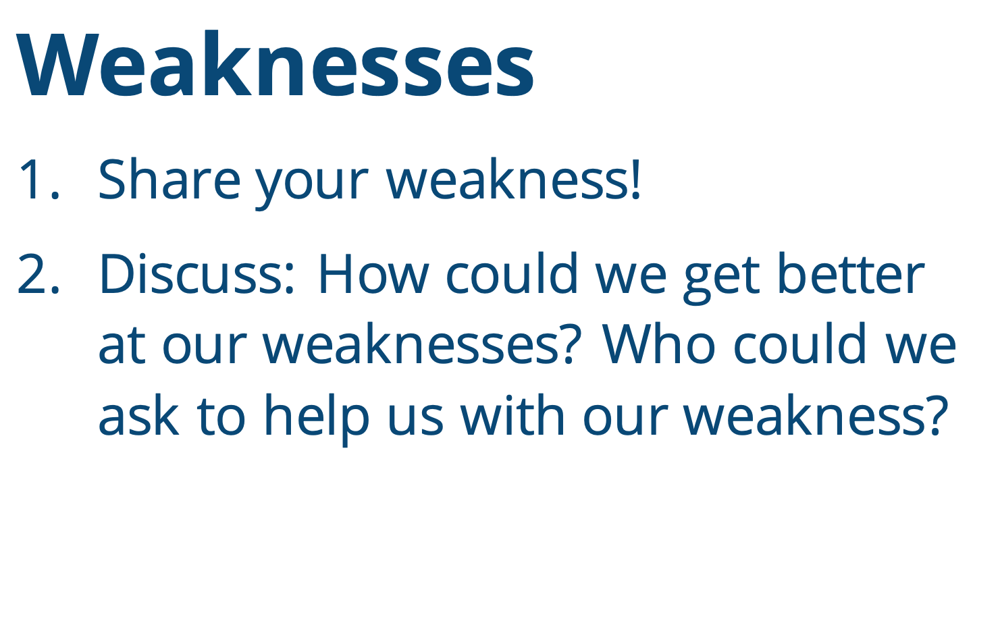 Weaknesses
1. Share your weakness!
2. Discuss: How could we get better
at our weaknesses? Who could we
ask to help us with our weakness?